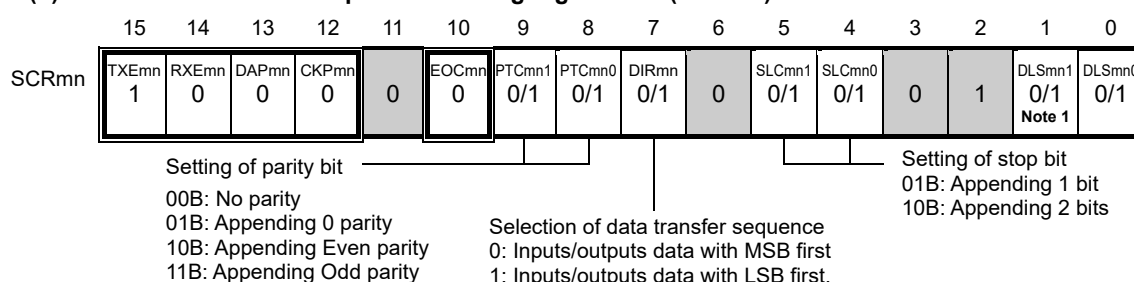 15 14 13 12 11 10 9 8 7 6 5 4 3 2 1 0
TXEmn RXEmn DAPmn CKPmn EOCmn PTCmn1 PTCmn0 DIRmn SLCmn1 SLCmn0 DLSmn1 DLSmn0
SCRmn 1 0 0 0 0 0 0/1 0/1 0/1 0 0/1 0/1 0 1 0/1 0/1
Note 1
Setting of parity bit
00B: No parity
01B: Appending 0 parity
10B: Appending Even parity
11B: Appending Odd parity
Selection of data transfer sequence
0: Inputs/outputs data with MSB first
1: Inputs/outputs data with LSB first.
Setting of stop bit
01B: Appending 1 bit
10B: Appending 2 bits